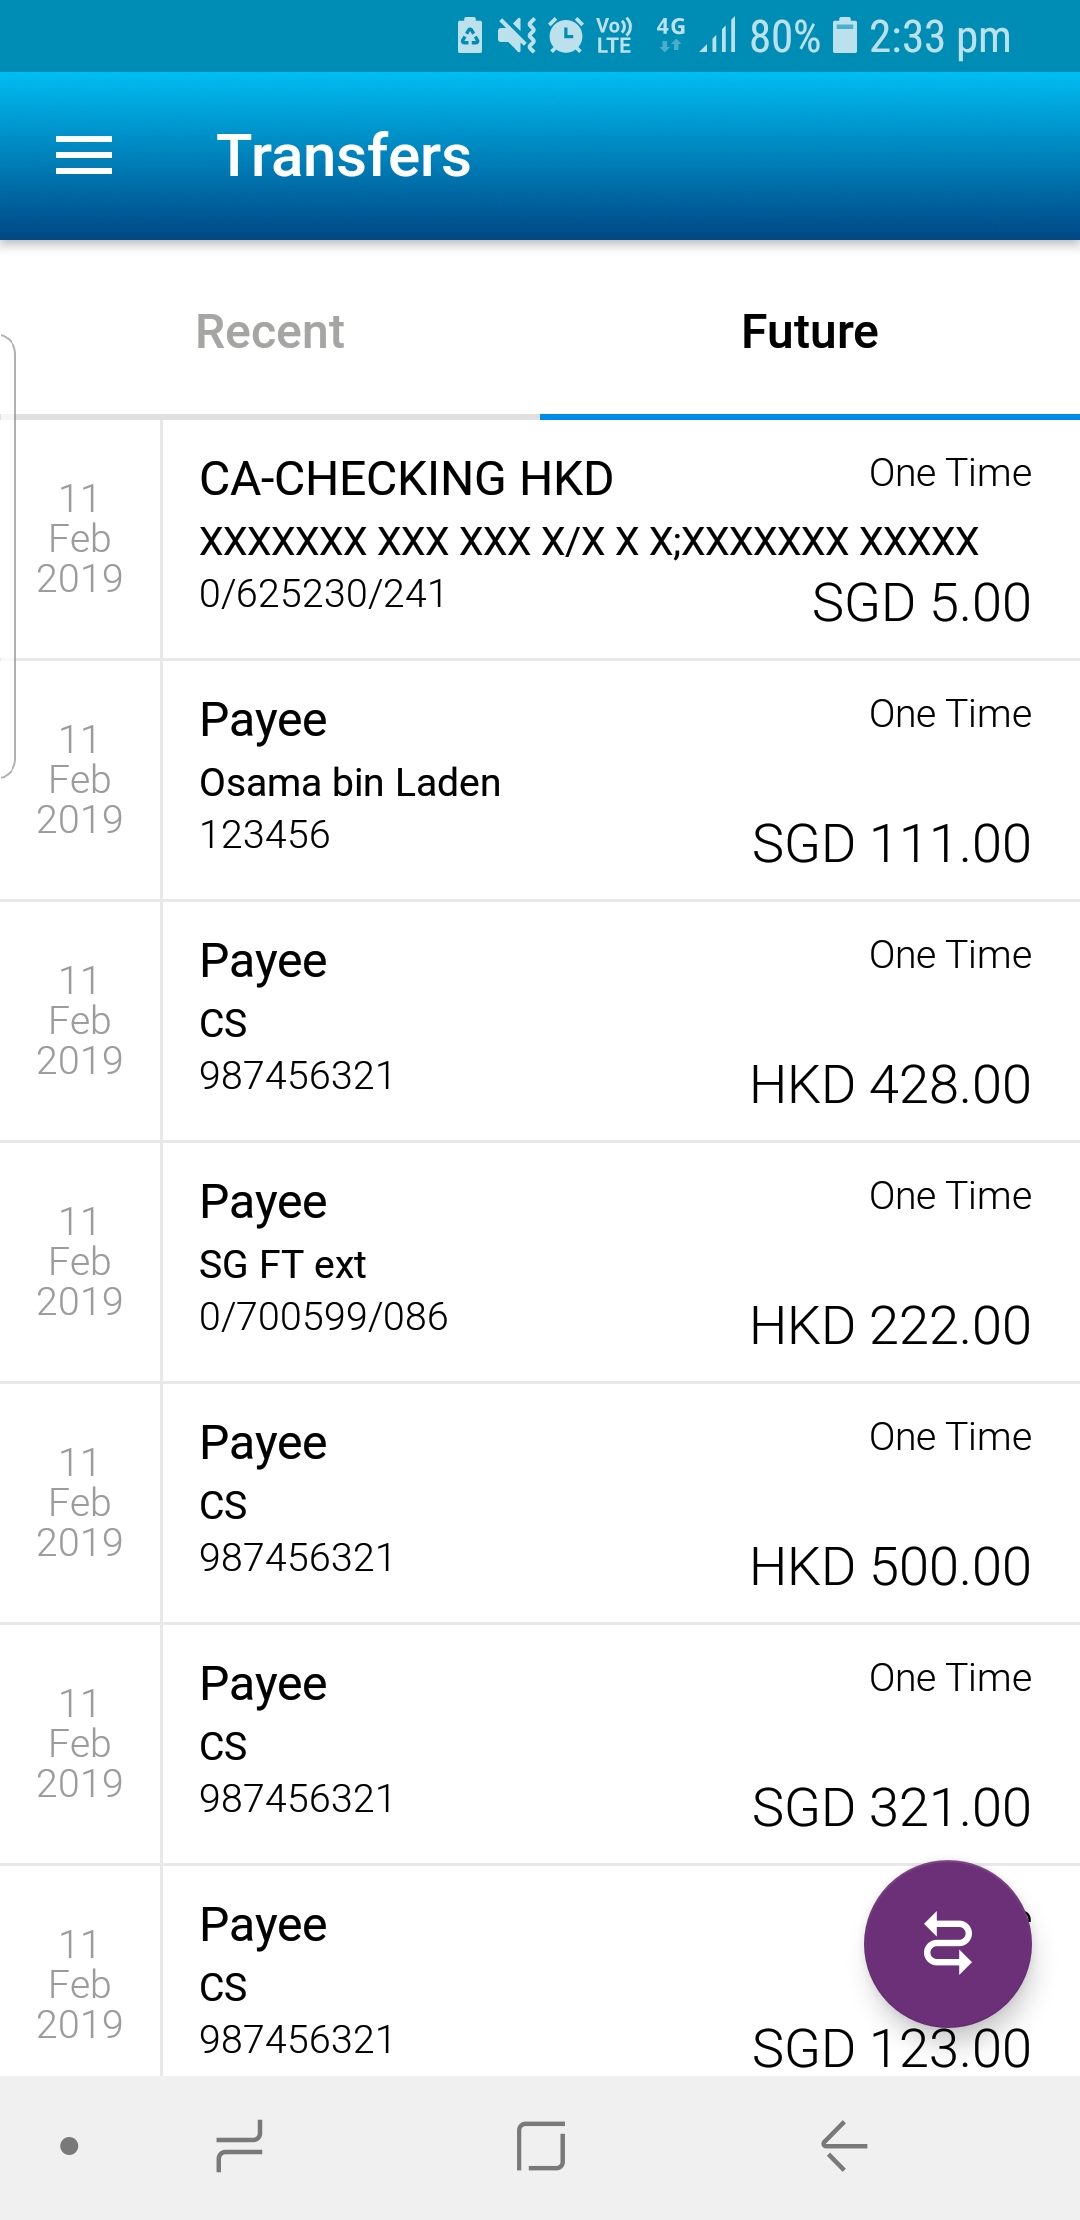 Vo)) LTE 4G 80% 2:33 pm
Transfers
Recent
Future
11 Feb 2019
CA-CHECKING HKD
One Time
XXXXXXX XXX XXX X/X X X;XXXXXXX XXXXX
0/625230/241
SGD 5.00
11 Feb 2019
Payee
One Time
Osama bin Laden
123456
SGD 111.00
11 Feb 2019
Payee
One Time
CS
987456321
HKD 428.00
11 Feb 2019
Payee
One Time
SG FT ext
0/700599/086
HKD 222.00
11 Feb 2019
Payee
One Time
CS
987456321
HKD 500.00
11 Feb 2019
Payee
One Time
CS
987456321
SGD 321.00
11 Feb 2019
Payee
CS
987456321
SGD 123.00